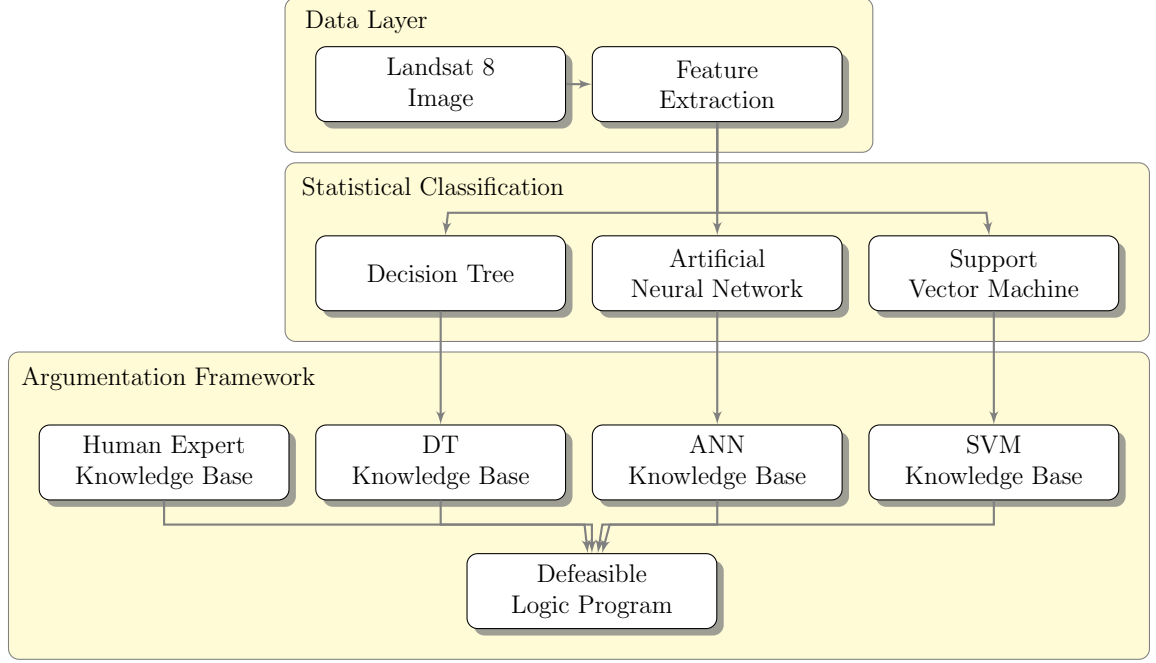 Data Layer
Landsat 8
Image
Feature
Extraction
Statistical Classification
Decision Tree
Artificial
Neural Network
Support
Vector Machine
Argumentation Framework
Human Expert
Knowledge Base
DT
Knowledge Base
ANN
Knowledge Base
SVM
Knowledge Base
Defeasible
Logic Program